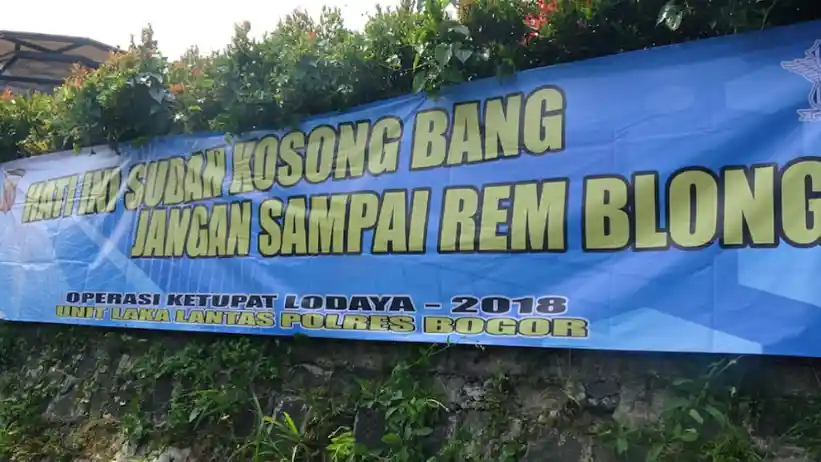 HATI INI SUDAH KOSONG BANG
JANGAN SAMPAI REM BLONG
OPERASI KETUPAT LODAYA - 2018
UNIT LAKA LANTAS POLRES BOGOR